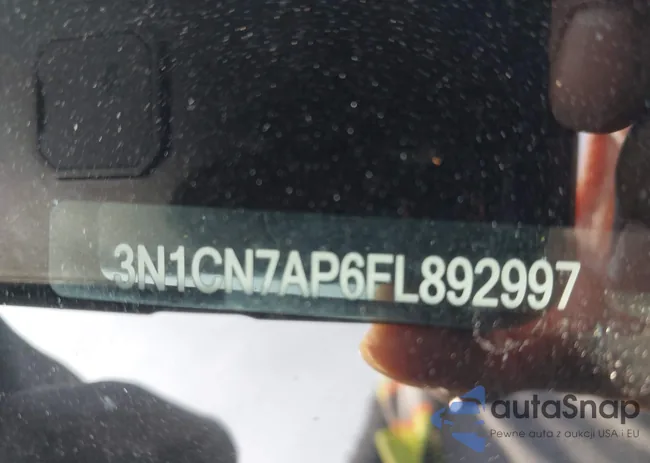 3N1CN7AP6FL892997
autaSnap
Pewne auta z aukcji USA i EU